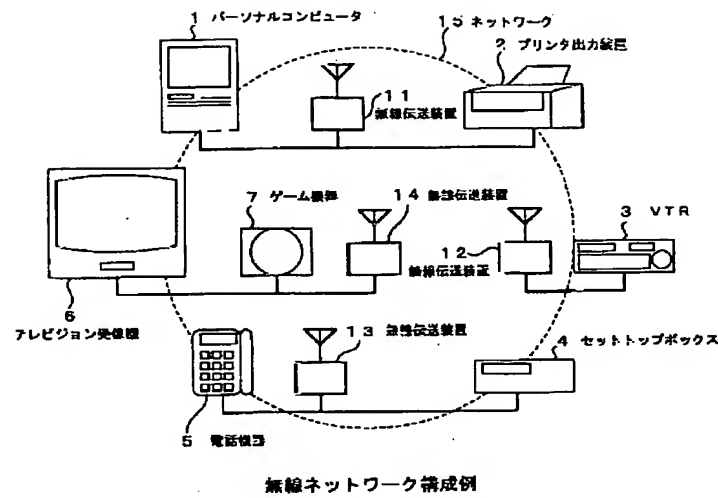 1 パーソナルコンピュータ
15 ネットワーク
2 プリンタ出力装置
11
無線伝送装置
7 ゲーム機器
14 無線伝送装置
3 VTR
12
無線伝送装置
6
テレビジョン受像機
13 無線伝送装置
4 セットトップボックス
5 電話機器
無線ネットワーク構成例